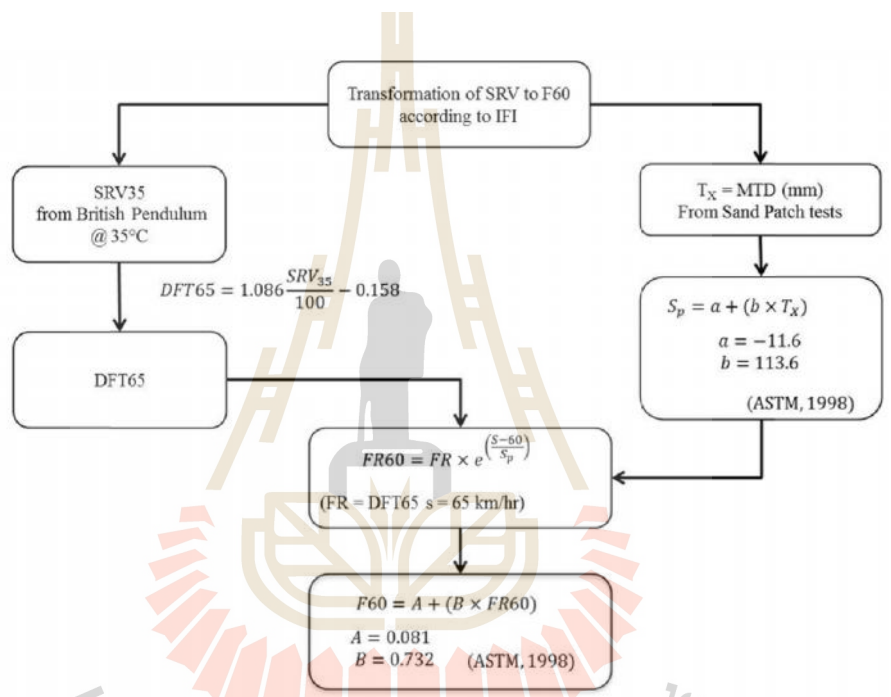 Transformation of SRV to F60
according to IFI
SRV35
from British Pendulum
@ 35°C
T_X = MTD (mm)
From Sand Patch tests
DFT65 = 1.086 SRV₃₅/100 − 0.158
S_p = a + (b × T_X)
a = −11.6
b = 113.6
(ASTM, 1998)
DFT65
FR60 = FR × e^((S−60)/S_p)
(FR = DFT65 s = 65 km/hr)
F60 = A + (B × FR60)
A = 0.081
B = 0.732 (ASTM, 1998)